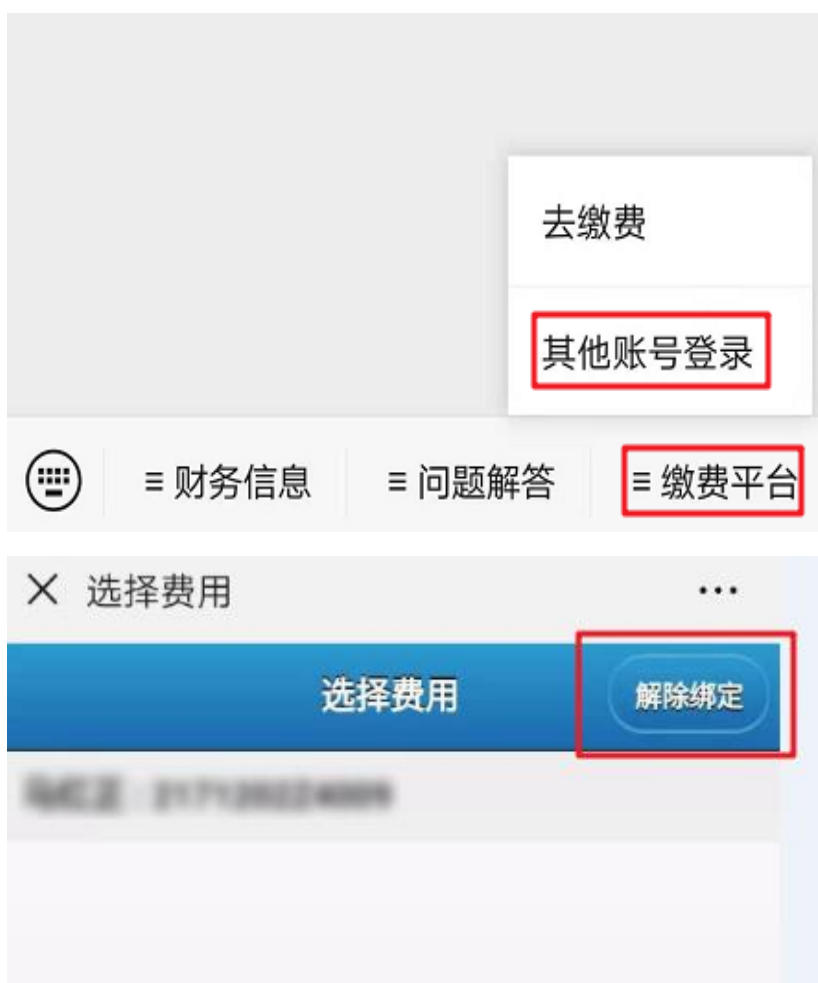 去缴费
其他账号登录
≡ 财务信息 ≡ 问题解答 ≡ 缴费平台
× 选择费用 ...
选择费用 解除绑定